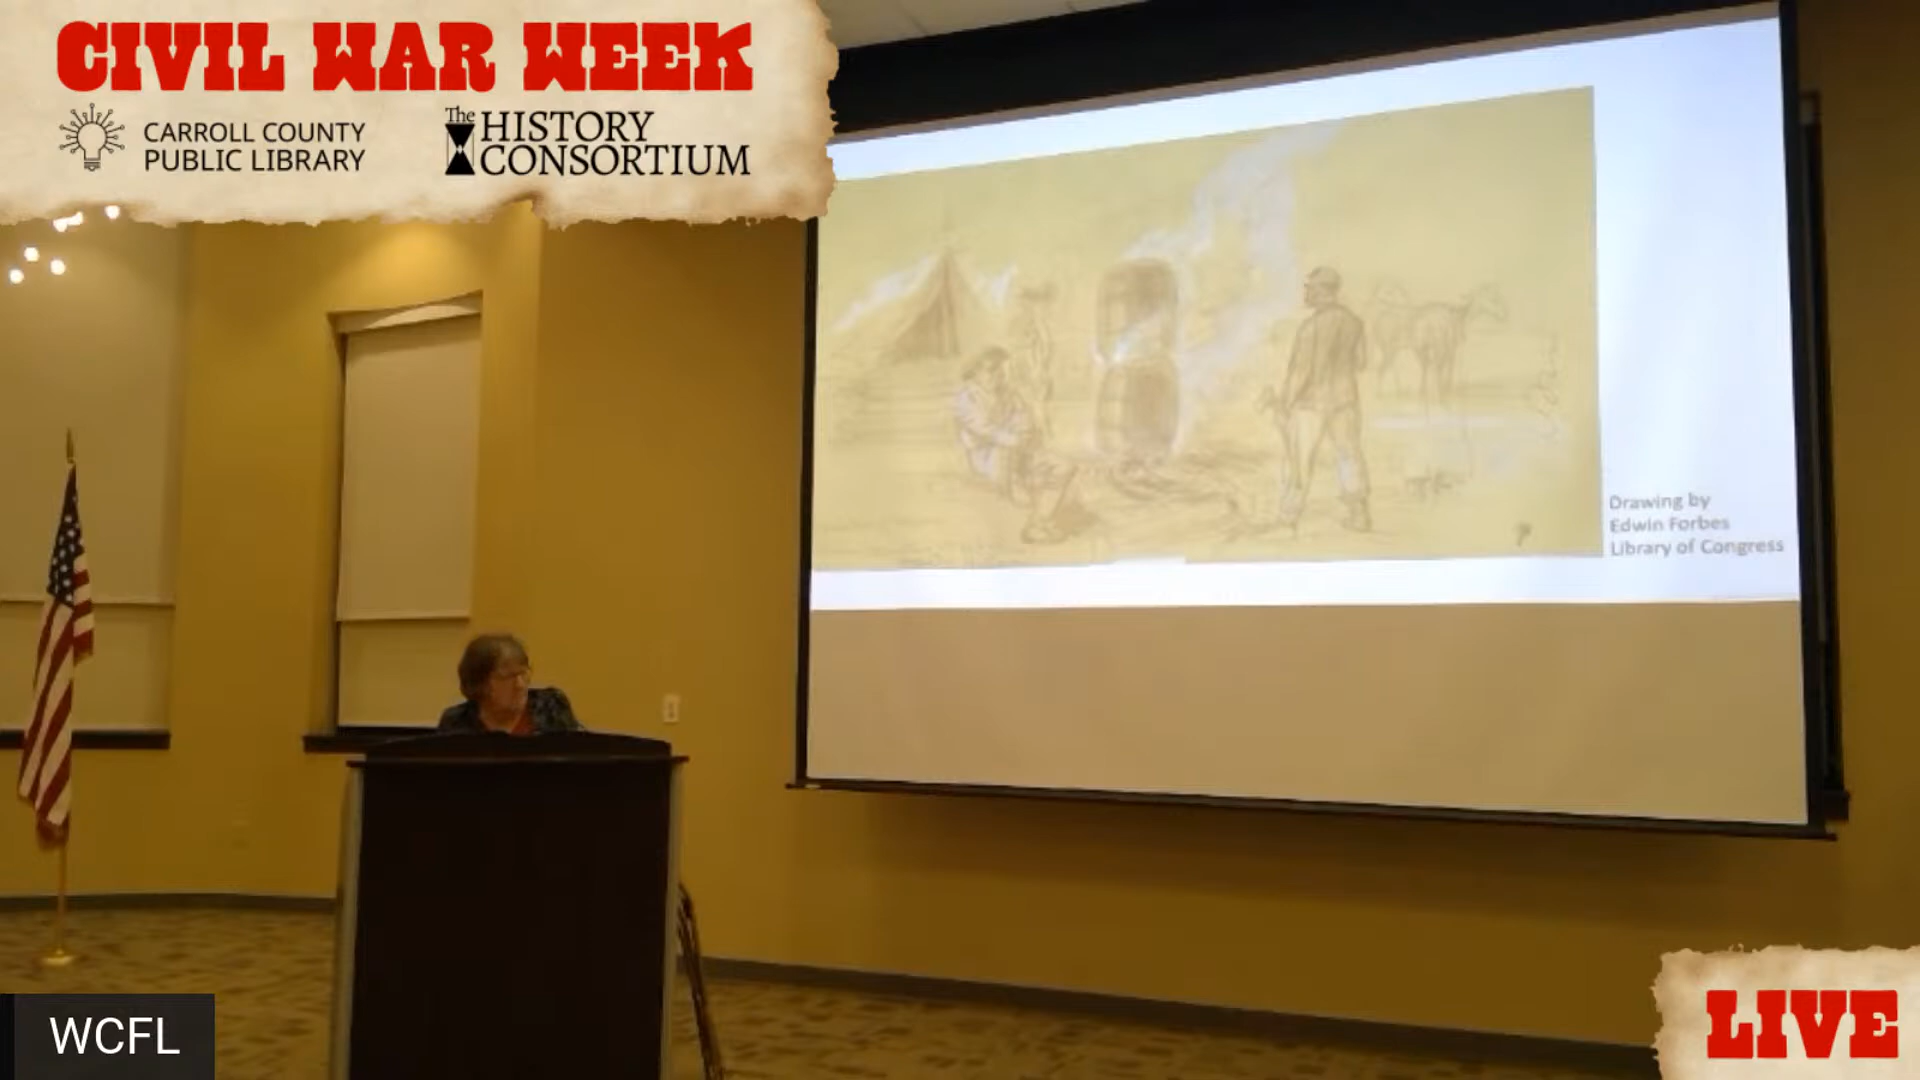 CIVIL WAR WEEK
CARROLL COUNTY
PUBLIC LIBRARY
The
HISTORY
CONSORTIUM
Drawing by
Edwin Forbes
Library of Congress
WCFL
LIVE